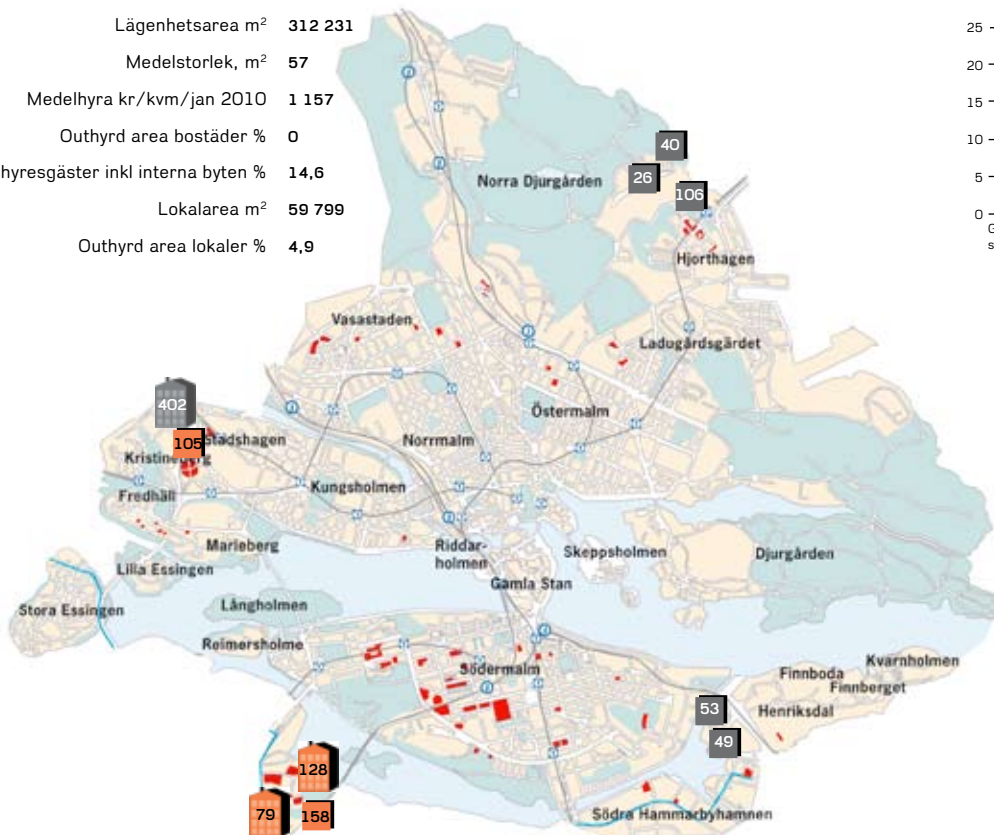 Lägenhetsarea m² 312 231
Medelstorlek, m² 57
Medelhyra kr/kvm/jan 2010 1 157
Outhyrd area bostäder % 0
hyresgäster inkl interna byten % 14,6
Lokalarea m² 59 799
Outhyrd area lokaler % 4,9
25
20
15
10
5
0
G
s
40
26
106
Norra Djurgården
Hjorthagen
Vasastaden
Ladugårdsgärdet
402
105
Stadshagen
Kristineberg
Fredhäll
Norrmalm
Östermalm
Kungsholmen
Marieberg
Lilla Essingen
Stora Essingen
Långholmen
Reimersholme
Riddar-
holmen
Gamla Stan
Skeppsholmen
Djurgården
Södermalm
Finnboda
Kvarnholmen
Finnberget
Henriksdal
53
49
128
79
158
Södra Hammarbyhamnen